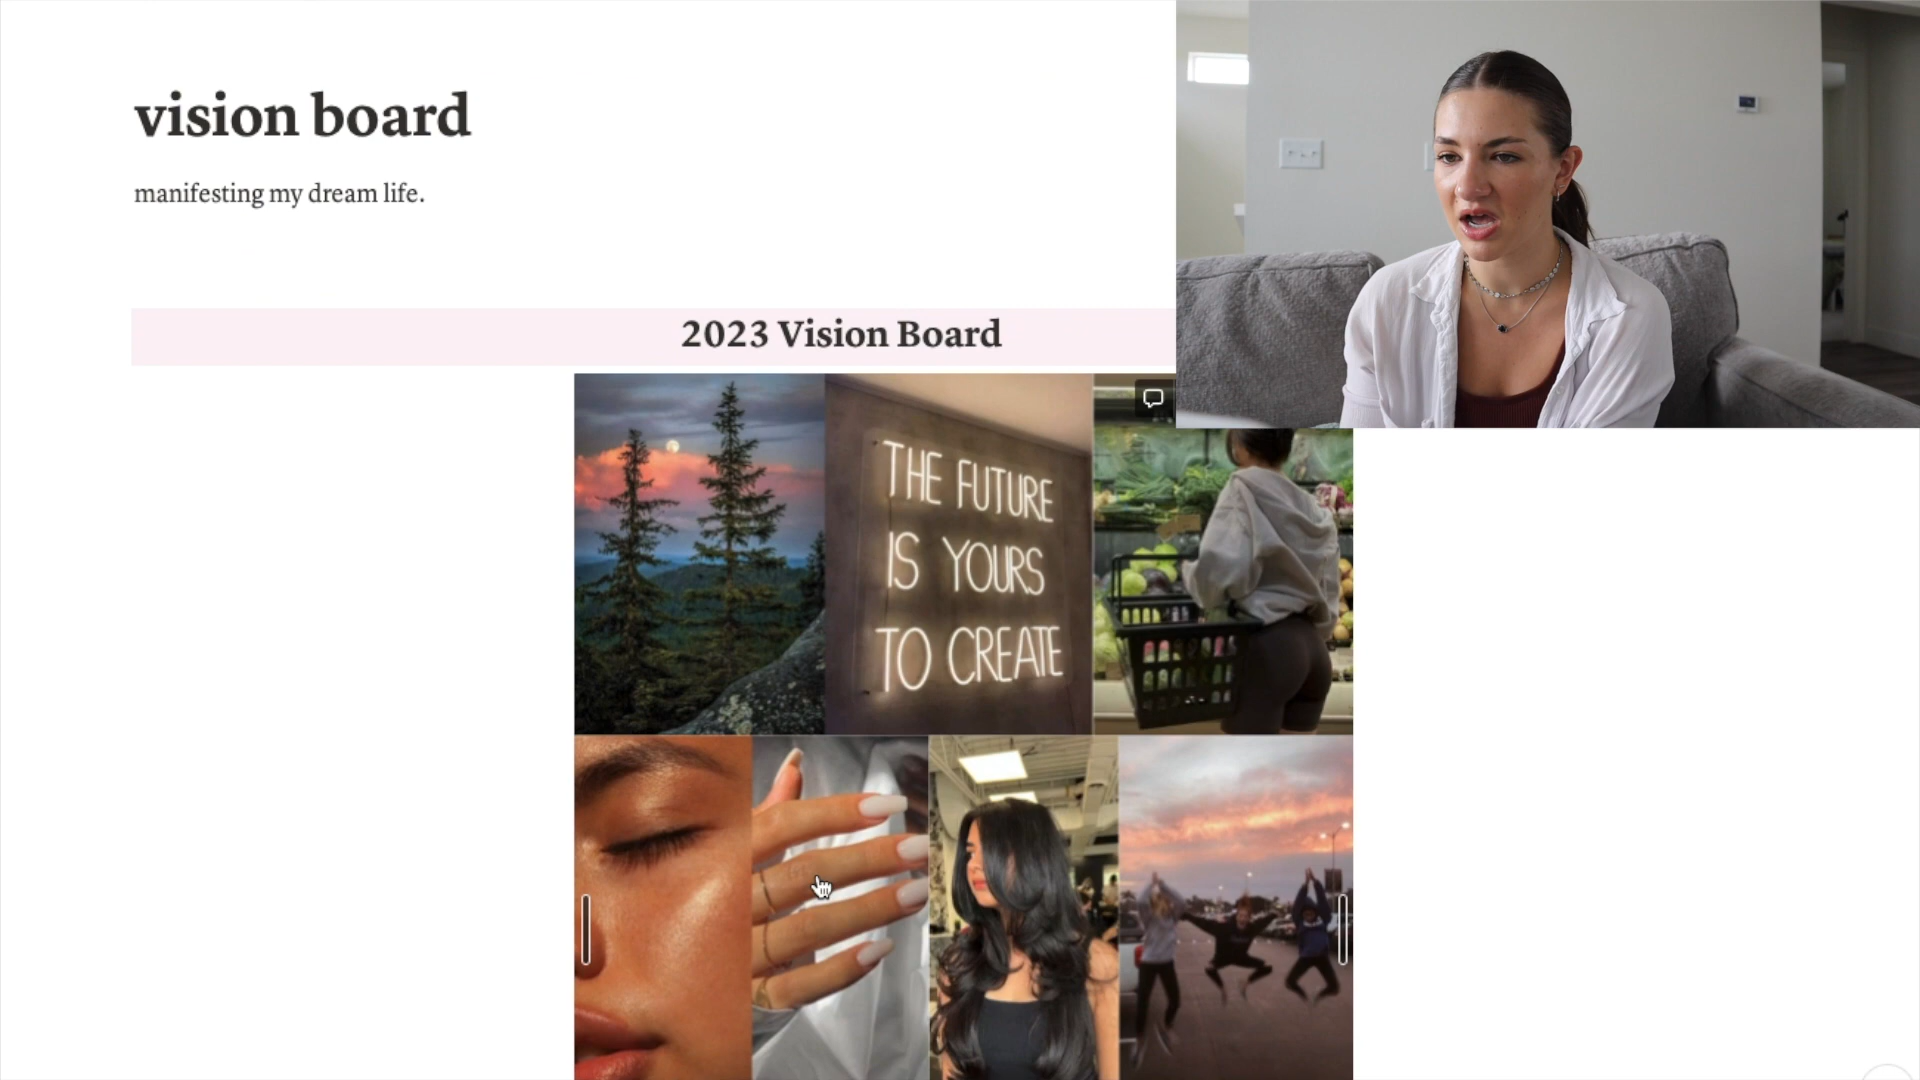 vision board
manifesting my dream life.
2023 Vision Board
THE FUTURE
IS YOURS
TO CREATE